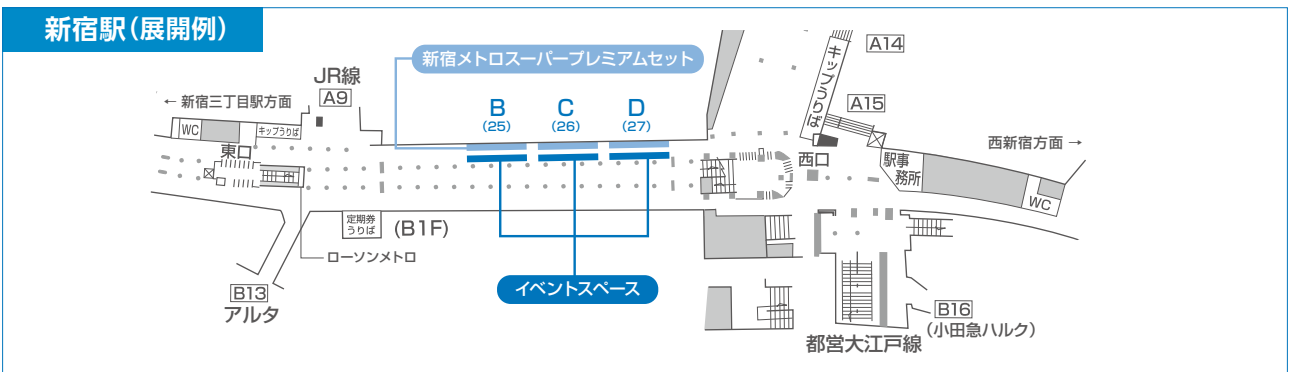 新宿駅（展開例）
新宿メトロスーパープレミアムセット
A14
キップうりば
JR線
A9
← 新宿三丁目駅方面
A15
B
(25)
C
(26)
D
(27)
WC
キップうりば
東口
西新宿方面 →
西口
駅事
務所
WC
定期券
うりば
(B1F)
ローソンメトロ
イベントスペース
B13
アルタ
B16
(小田急ハルク)
都営大江戸線